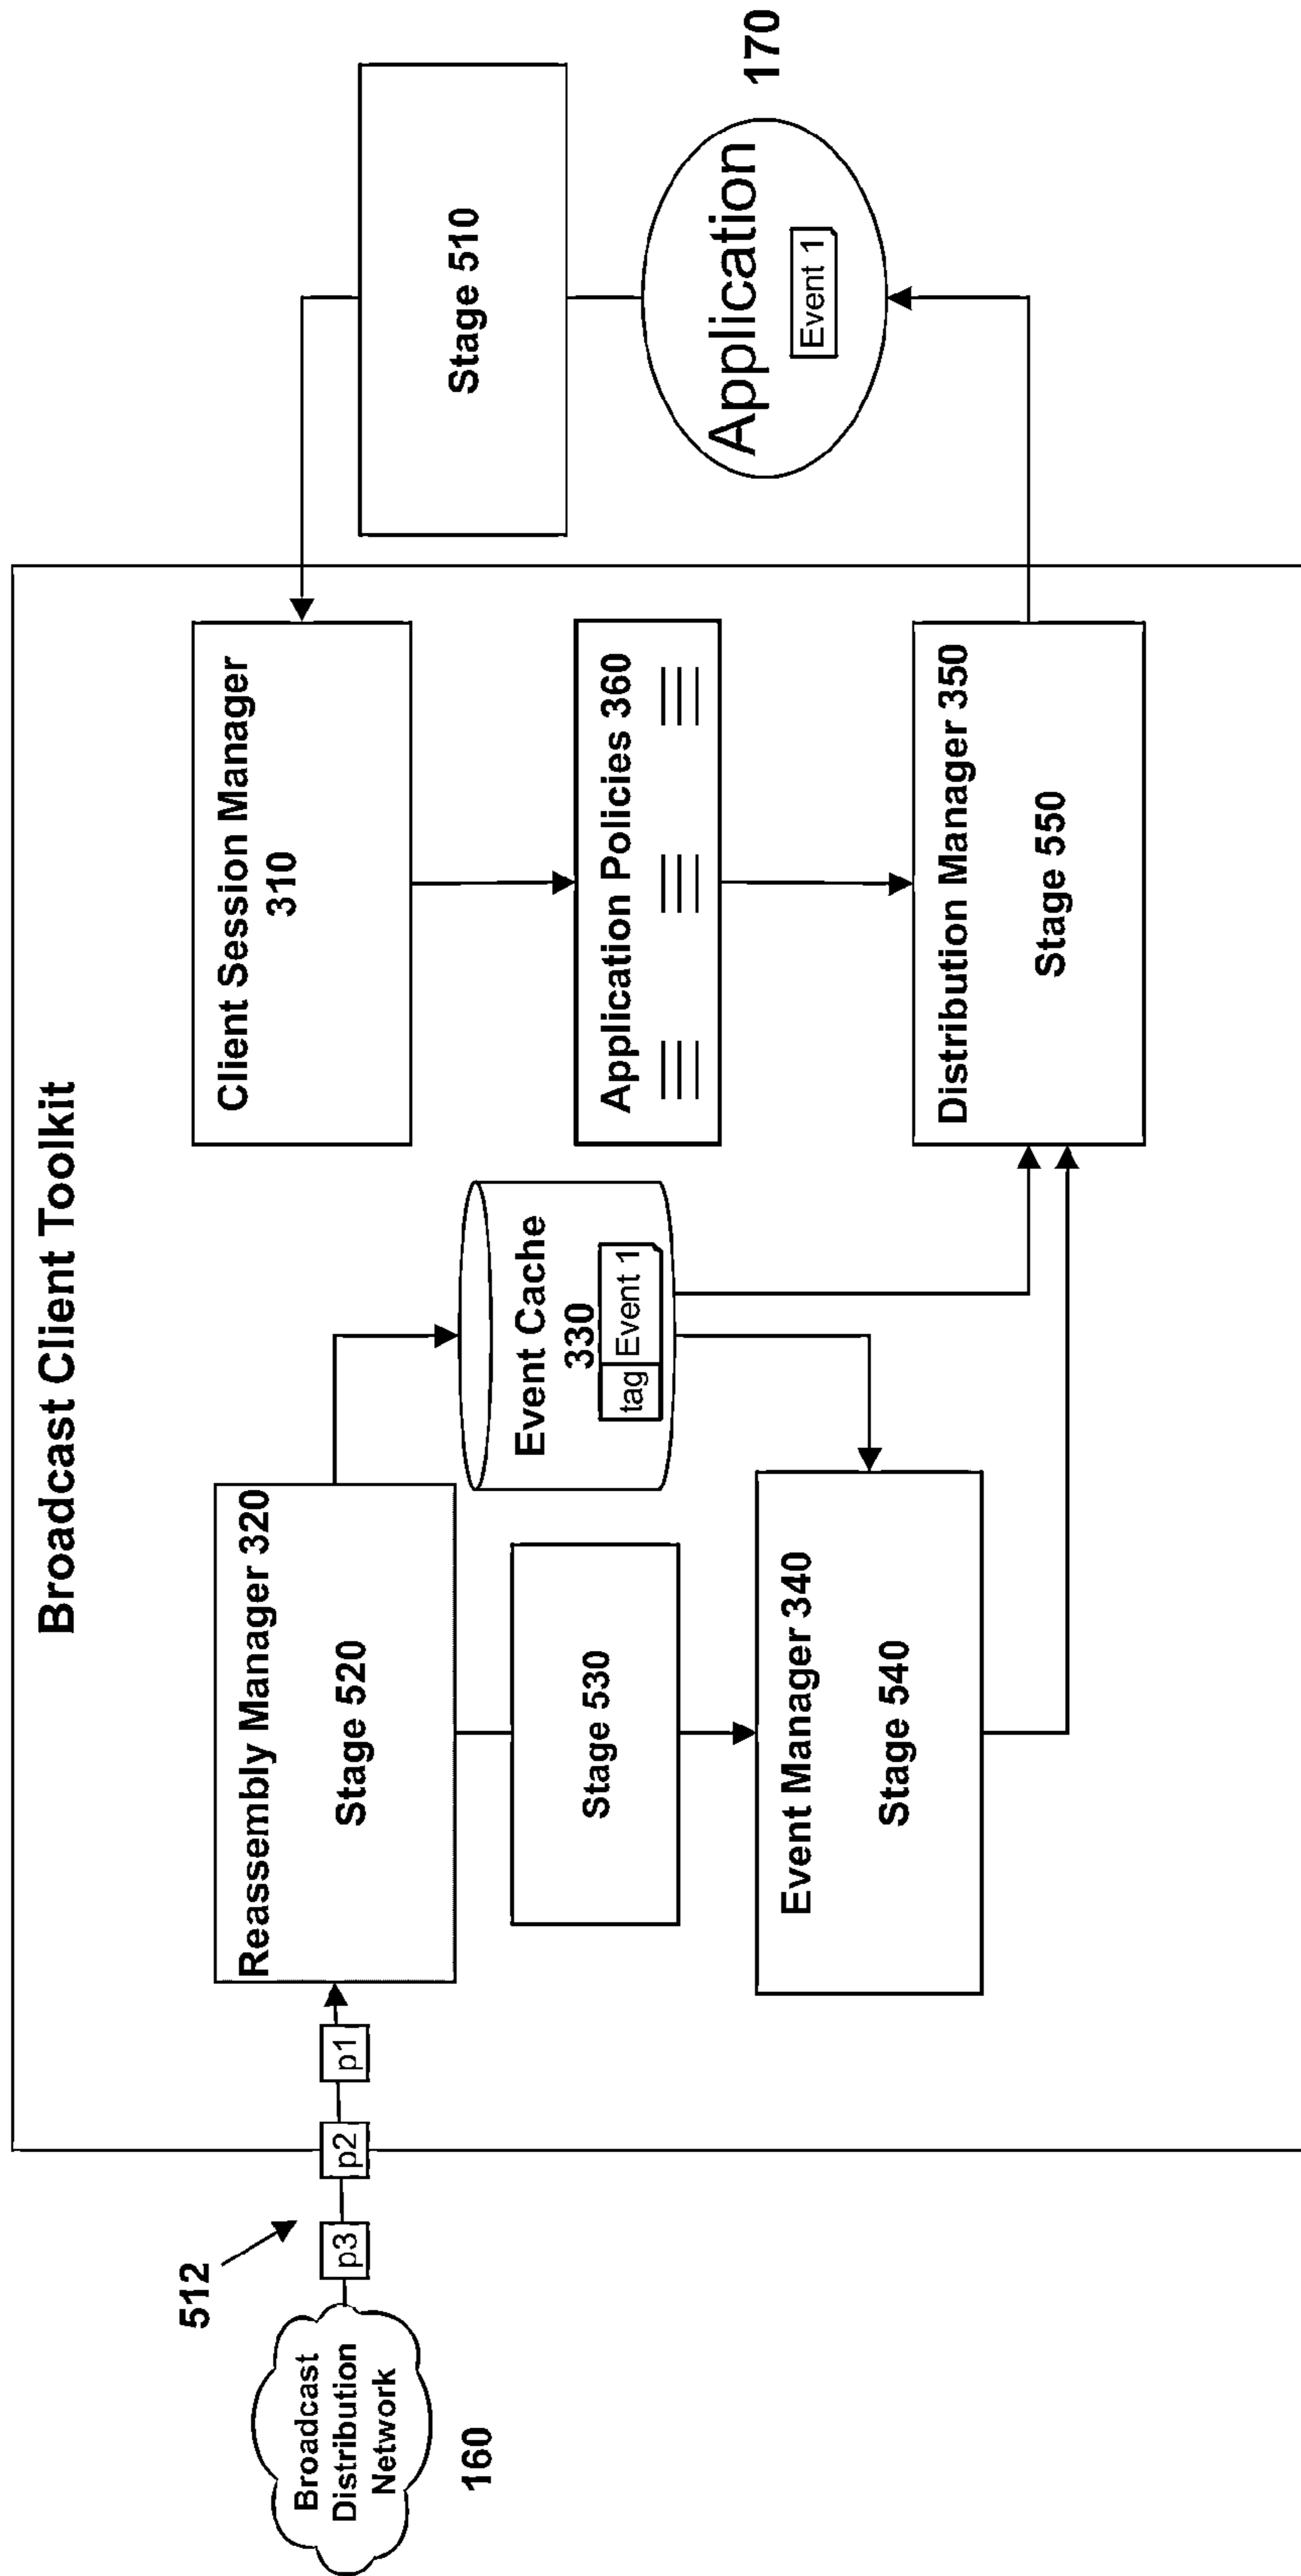 Broadcast Client Toolkit
512
Broadcast
Distribution
Network
160
p3
p2
p1
Reassembly Manager 320
Stage 520
Stage 530
Event Manager 340
Stage 540
Event Cache
330
tag
Event 1
Client Session Manager
310
Application Policies 360
Distribution Manager 350
Stage 550
Stage 510
Application
Event 1
170